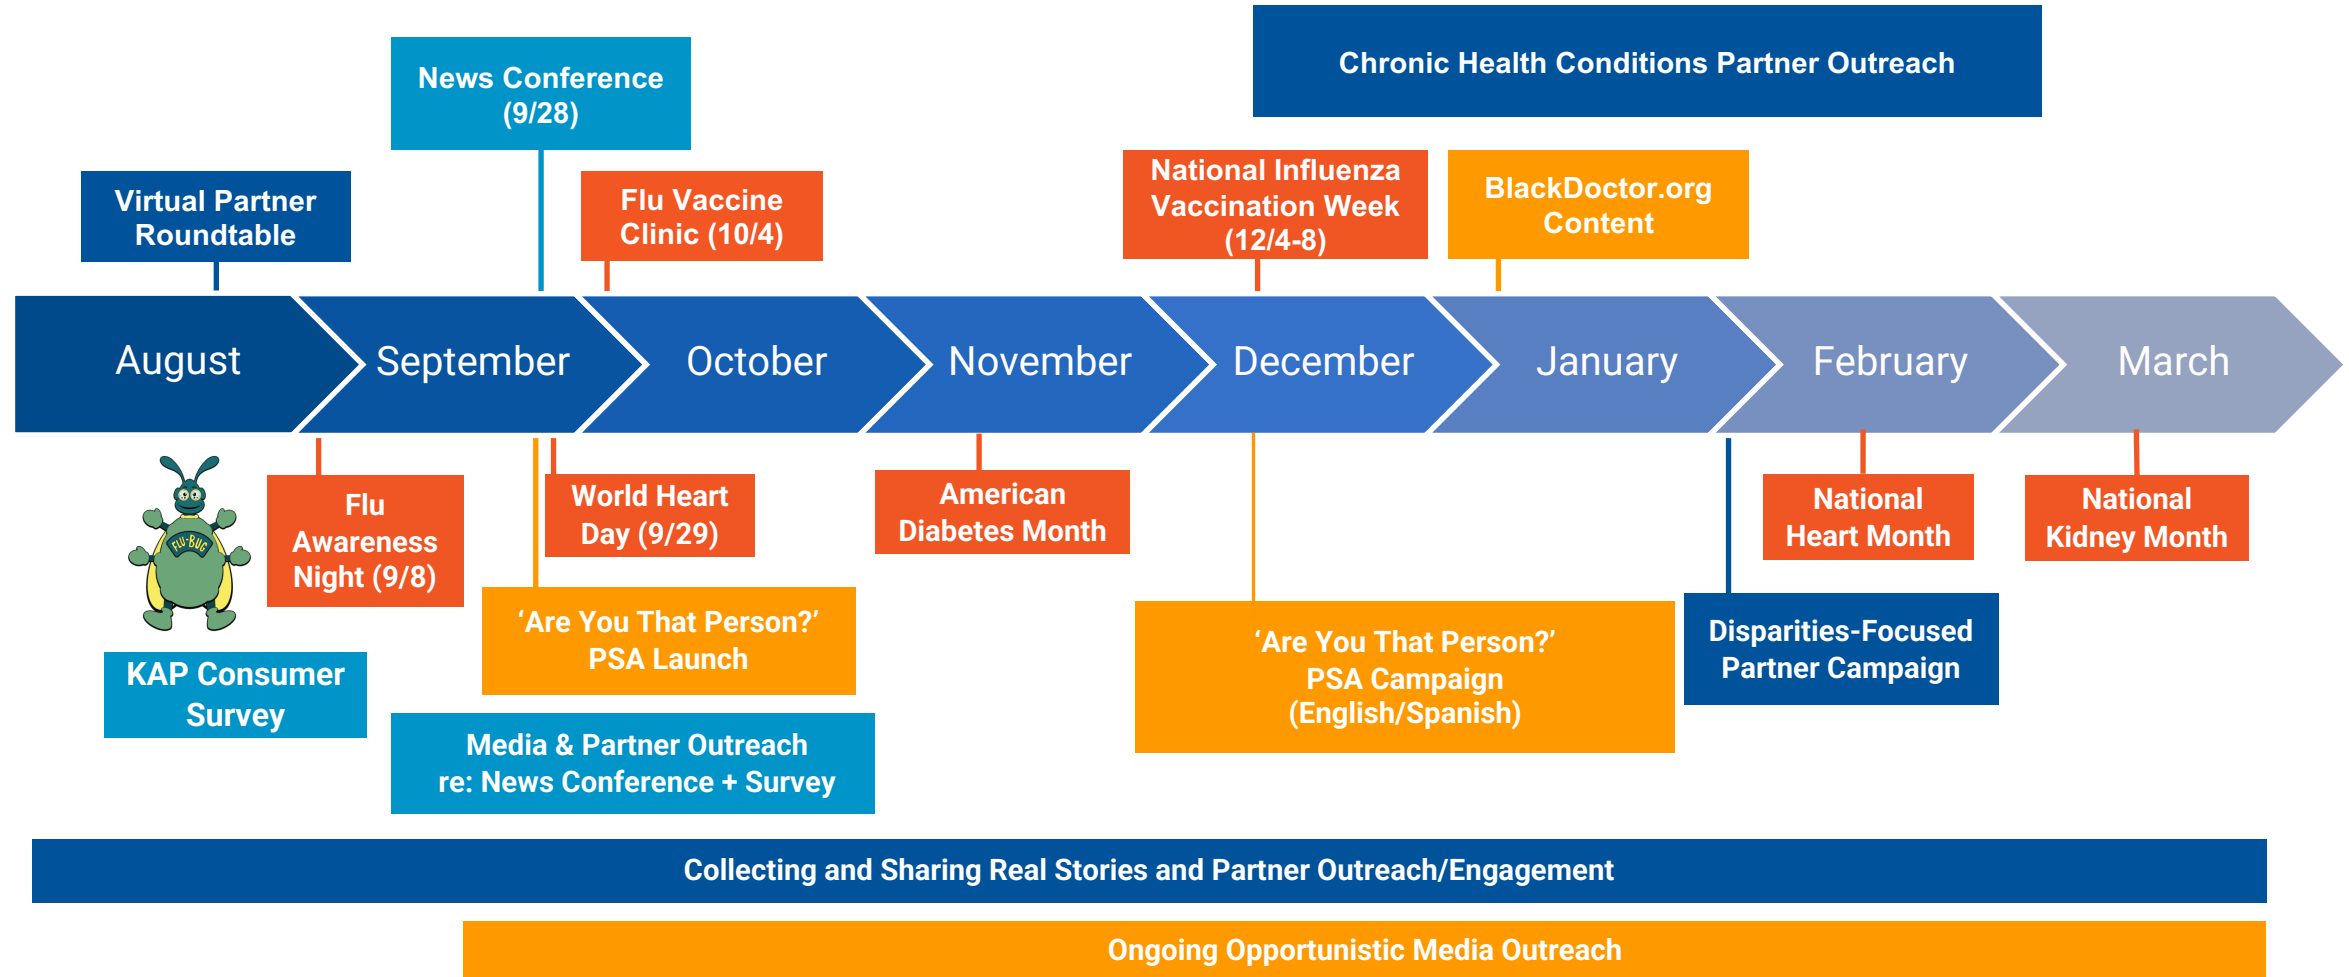 Chronic Health Conditions Partner Outreach
News Conference
(9/28)
Virtual Partner
Roundtable
Flu Vaccine
Clinic (10/4)
National Influenza
Vaccination Week
(12/4-8)
BlackDoctor.org
Content
August
September
October
November
December
January
February
March
FLU-BUG
KAP Consumer
Survey
Flu
Awareness
Night (9/8)
World Heart
Day (9/29)
‘Are You That Person?’
PSA Launch
Media & Partner Outreach
re: News Conference + Survey
American
Diabetes Month
‘Are You That Person?’
PSA Campaign
(English/Spanish)
Disparities-Focused
Partner Campaign
National
Heart Month
National
Kidney Month
Collecting and Sharing Real Stories and Partner Outreach/Engagement
Ongoing Opportunistic Media Outreach